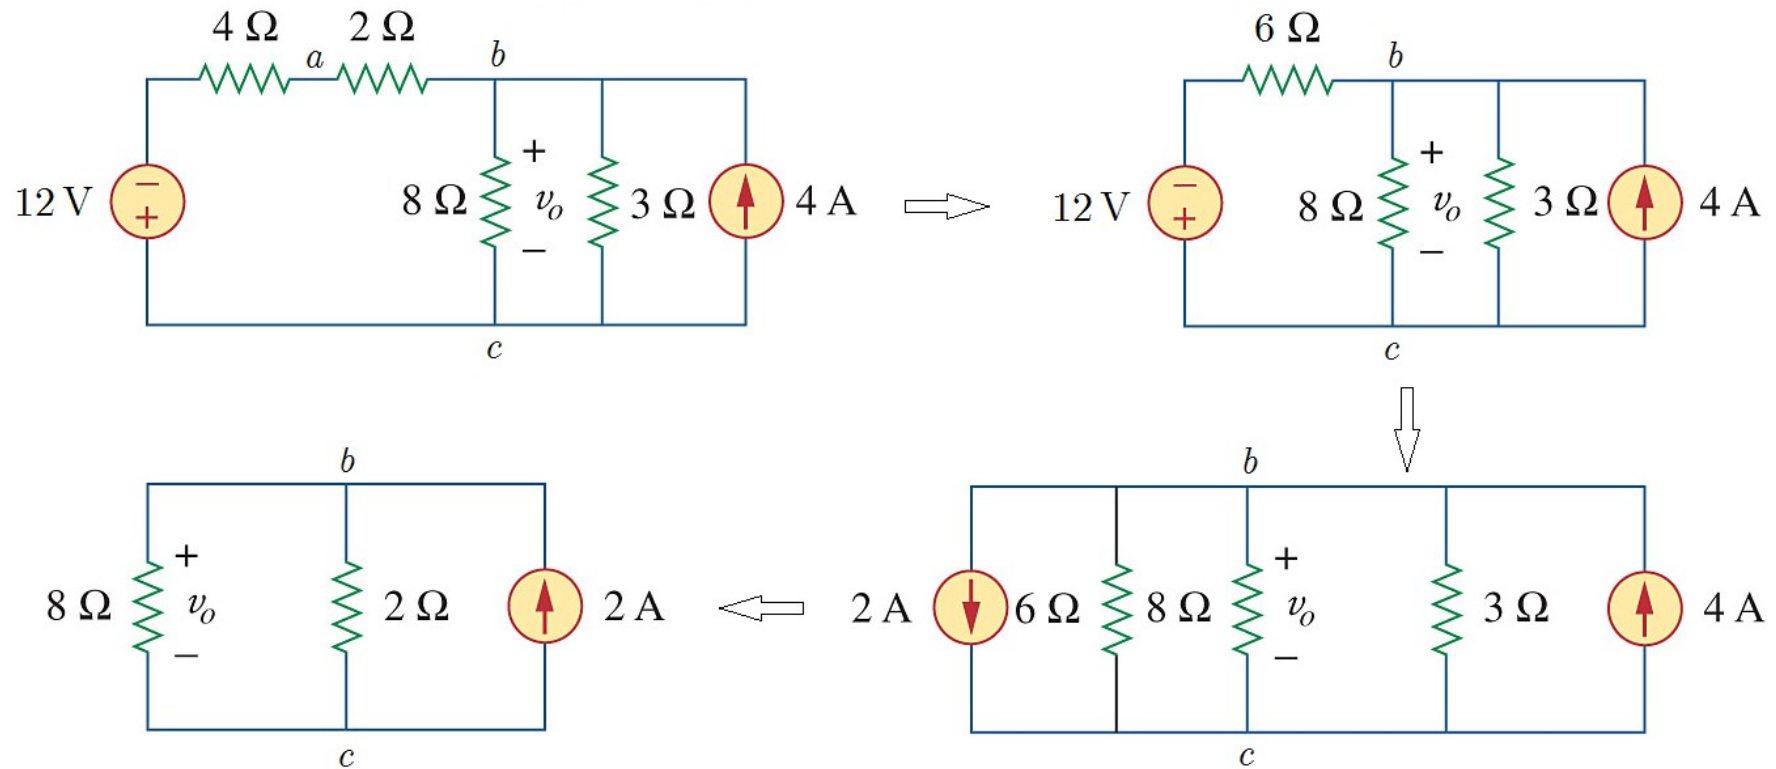 4 Ω a 2 Ω b
12 V − + 8 Ω + vₒ − 3 Ω 4 A
c
6 Ω b
12 V − + 8 Ω + vₒ − 3 Ω 4 A
c
b
2 A 6 Ω 8 Ω + vₒ − 3 Ω 4 A
c
b
8 Ω + vₒ − 2 Ω 2 A
c